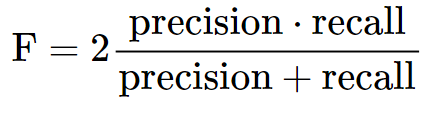 F = 2 precision · recall / precision + recall